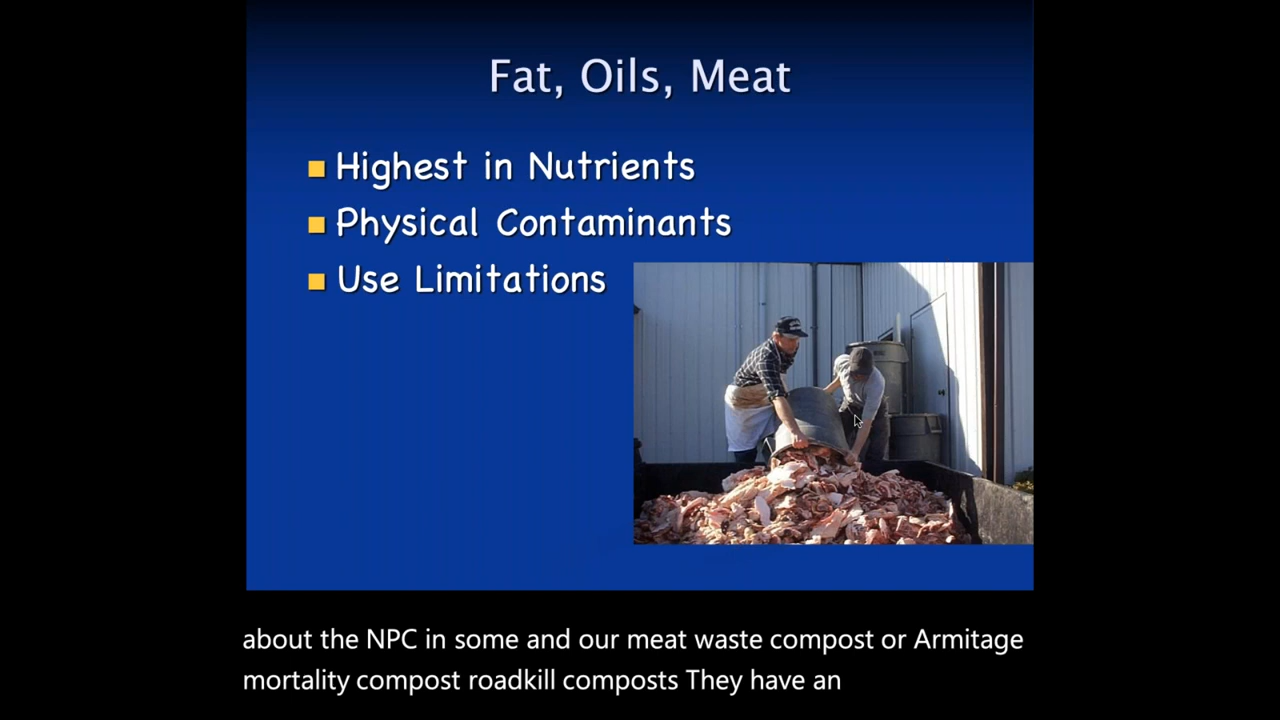 Fat, Oils, Meat
Highest in Nutrients
Physical Contaminants
Use Limitations
about the NPC in some and our meat waste compost or Armitage
mortality compost roadkill composts They have an